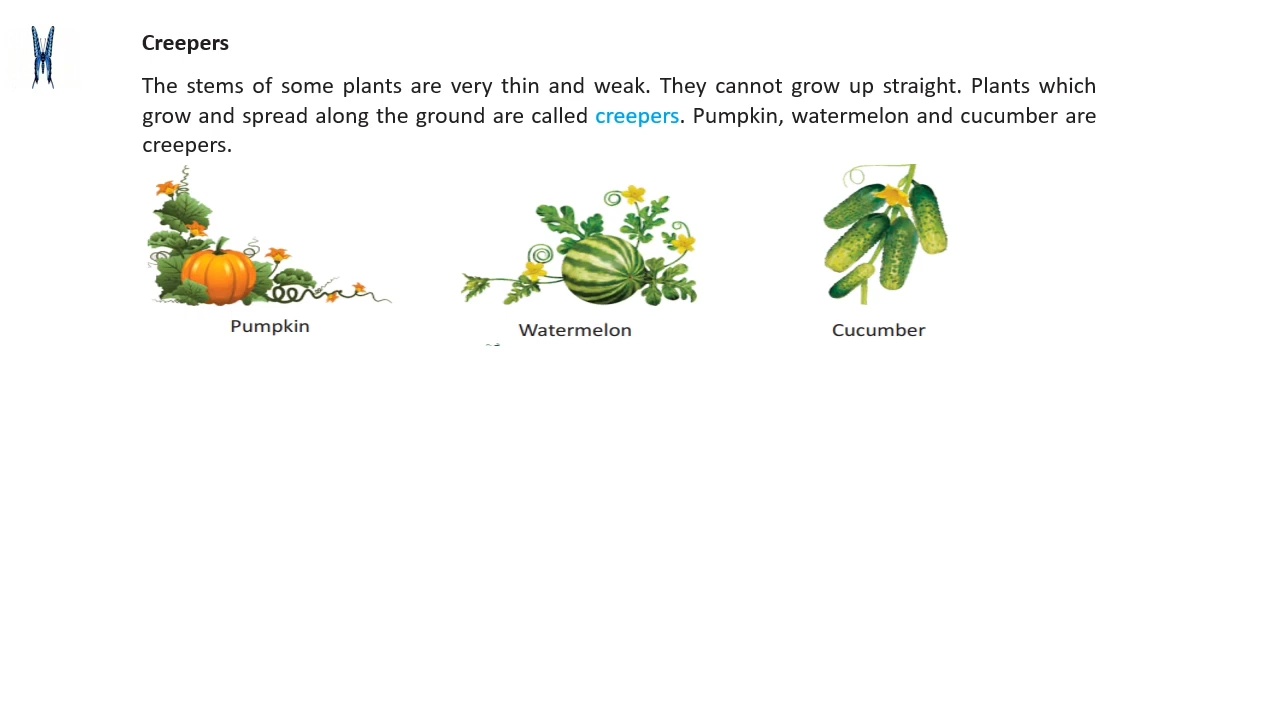 Creepers
The stems of some plants are very thin and weak. They cannot grow up straight. Plants which
grow and spread along the ground are called creepers. Pumpkin, watermelon and cucumber are
creepers.
Pumpkin
Watermelon
Cucumber